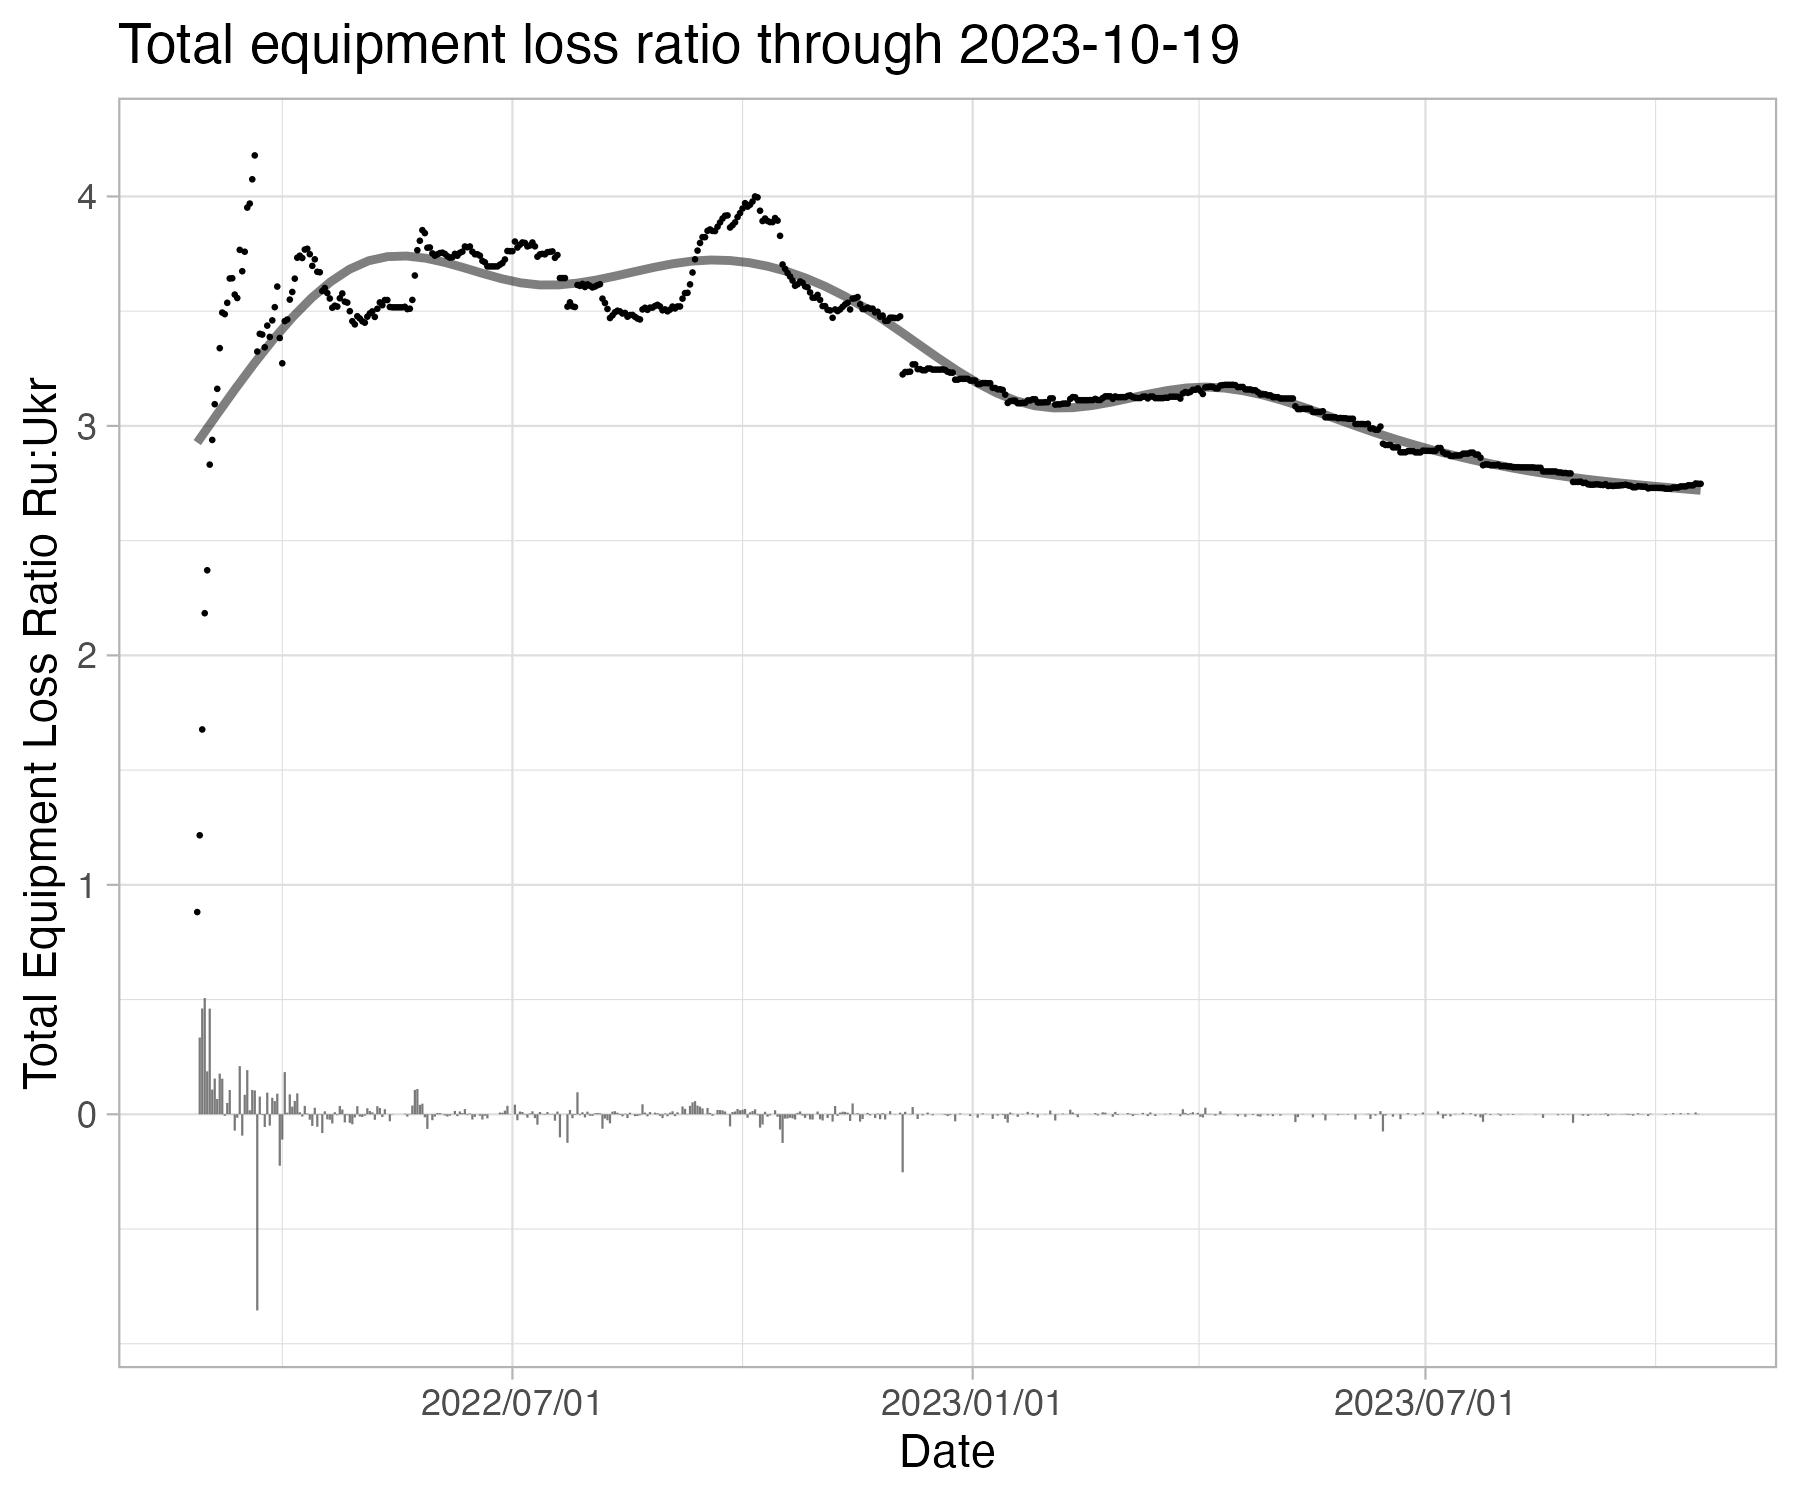 Total equipment loss ratio through 2023-10-19
Total Equipment Loss Ratio Ru:Ukr
4
3
2
1
0
2022/07/01
2023/01/01
2023/07/01
Date